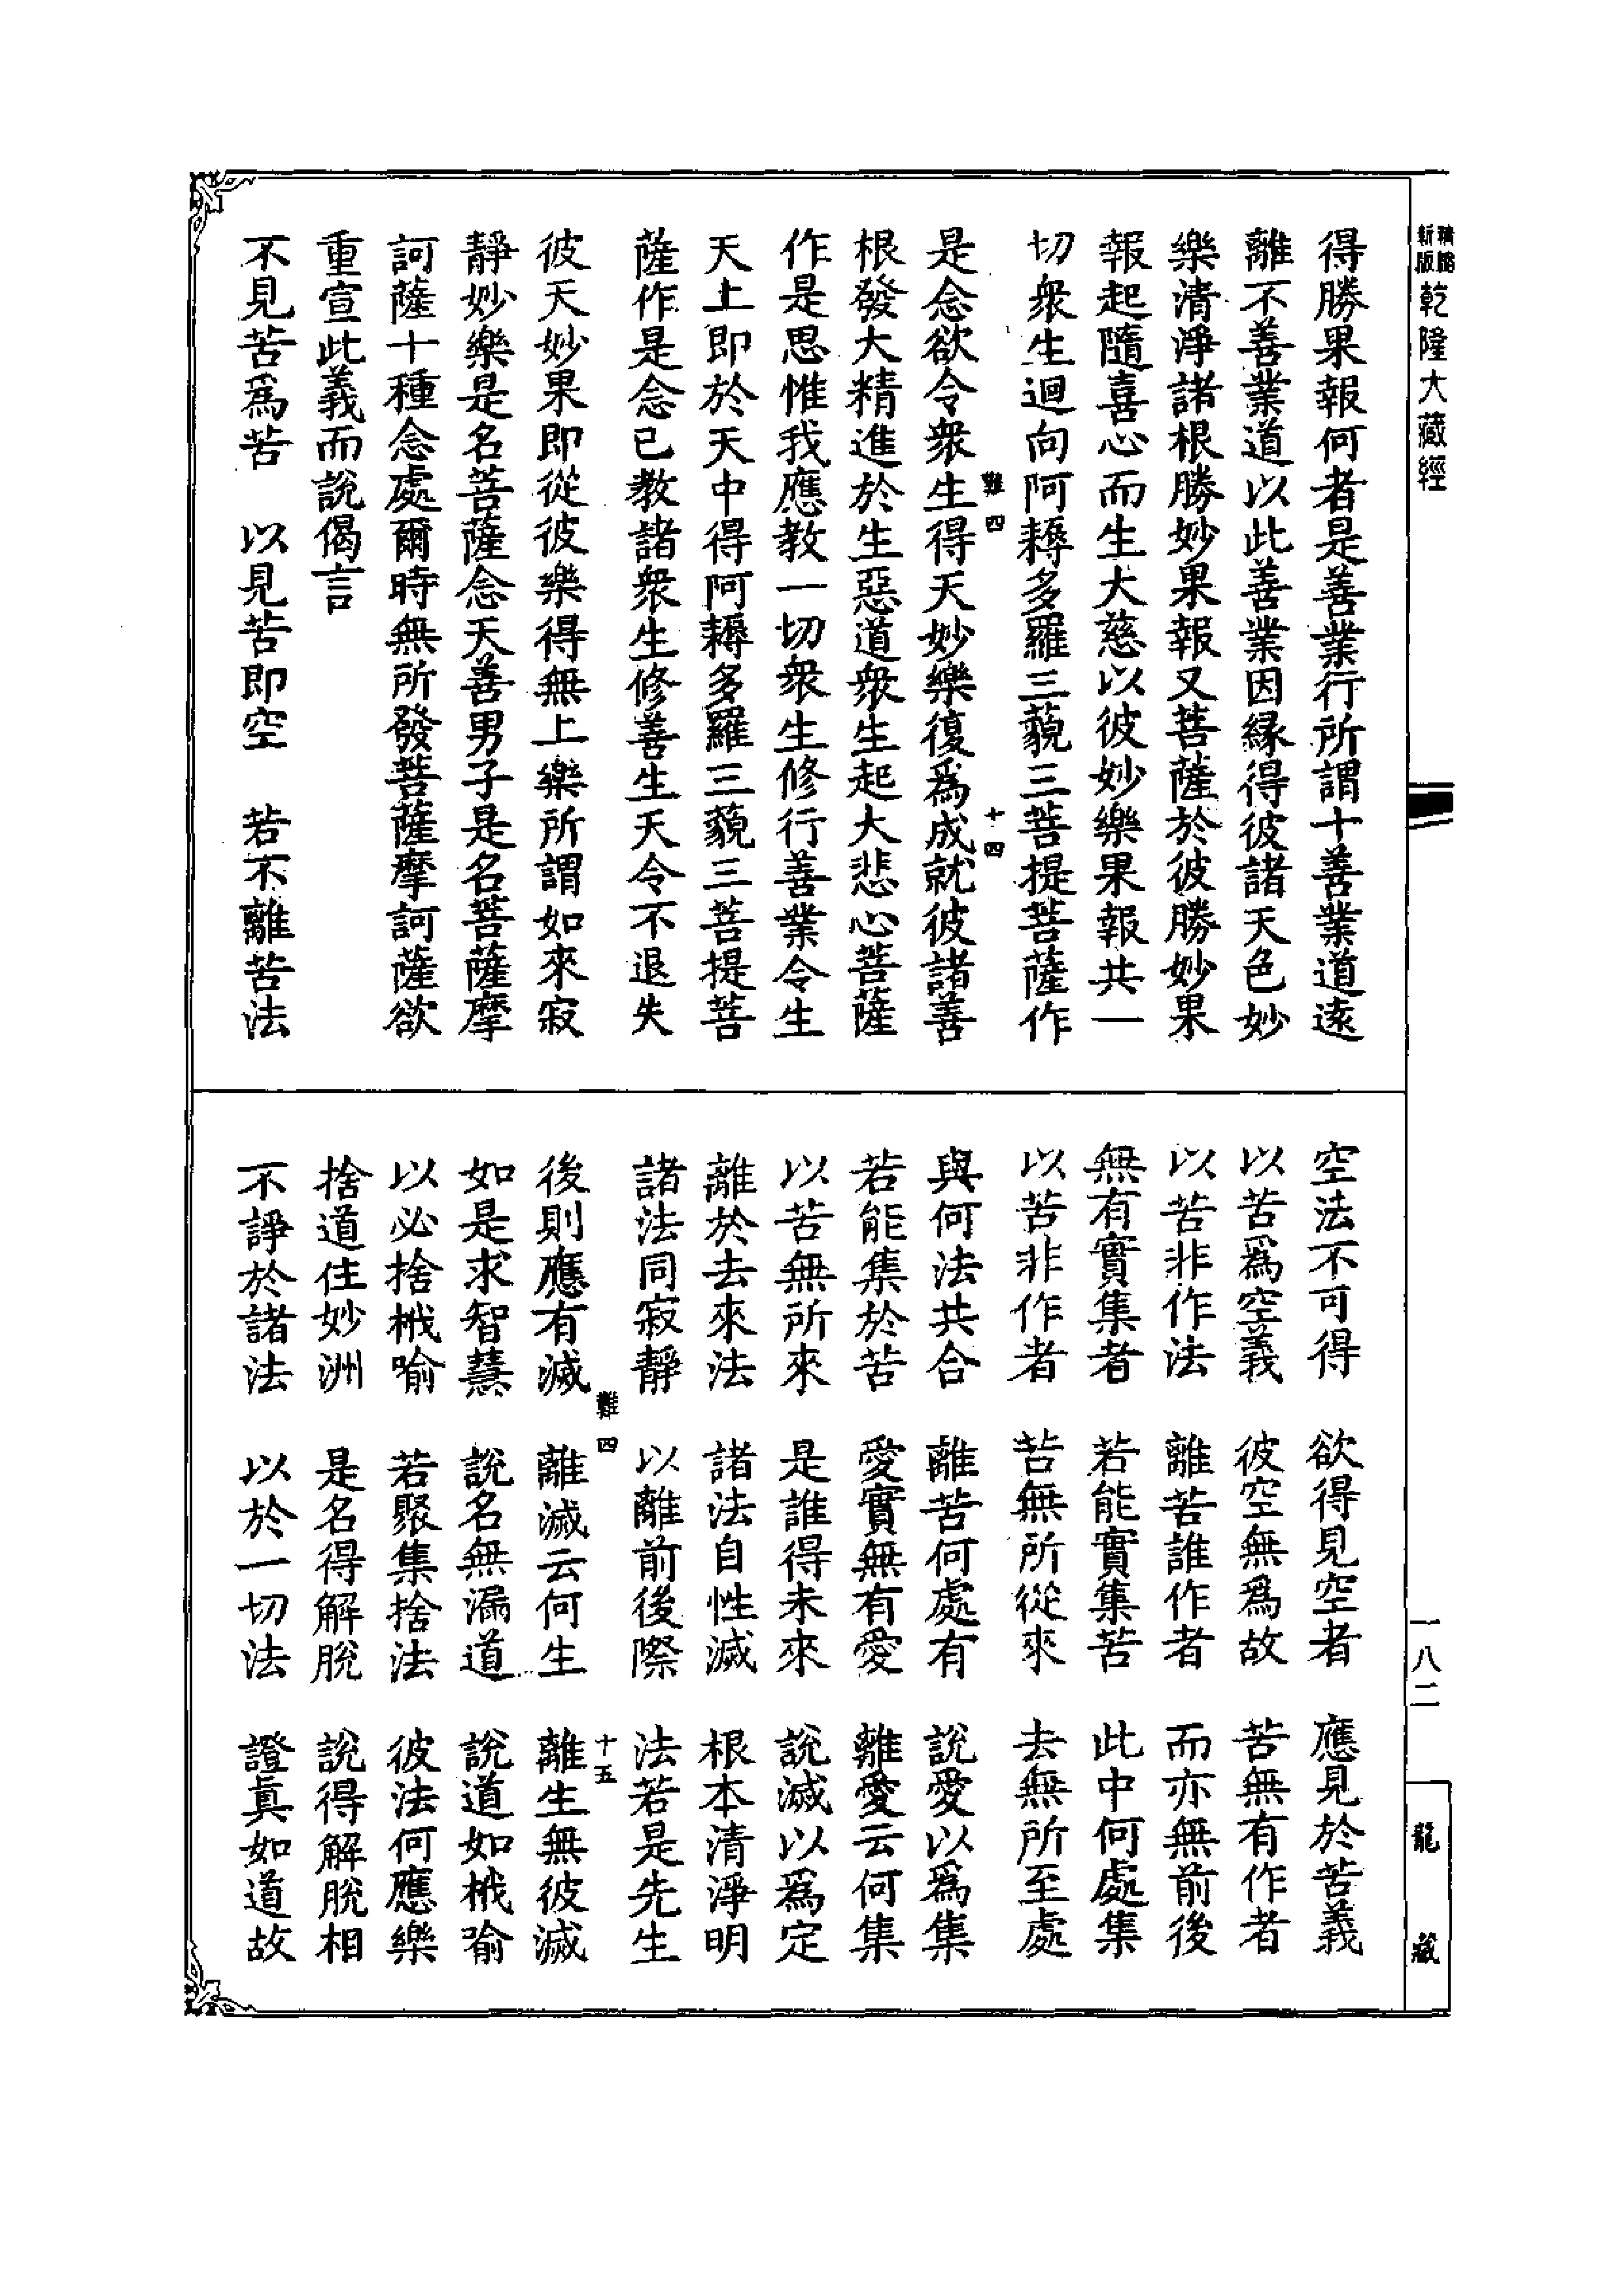 精縮新版乾隆大藏經
得勝果報何者是善業行所謂十善業道遠
離不善業道以此善業因緣得彼諸天色妙
樂清淨諸根勝妙果報又菩薩於彼勝妙果
報起隨喜心而生大慈以彼妙樂果報共一
切衆生迴向阿耨多羅三藐三菩提菩薩作
難四 十四
是念欲令衆生得天妙樂復爲成就彼諸善
根發大精進於生惡道衆生起大悲心菩薩
作是思惟我應教一切衆生修行善業令生
天上即於天中得阿耨多羅三藐三菩提菩
薩作是念已教諸衆生修善生天令不退失
彼天妙果即從彼樂得無上樂所謂如來寂
靜妙樂是名菩薩念天善男子是名菩薩摩
訶薩十種念處爾時無所發菩薩摩訶薩欲
重宣此義而說偈言
不見苦爲苦 以見苦即空 若不離苦法
空法不可得 欲得見空者 應見於苦義
以苦爲空義 彼空無爲故 苦無有作者
以苦非作法 離苦誰作者 而亦無前後
無有實集者 若能實集苦 此中何處集
以苦非作者 苦無所從來 去無所至處
與何法共合 離苦何處有 說愛以爲集
若能集於苦 愛實無有愛 離愛云何集
以苦無所來 是誰得未來 說滅以爲定
離於去來法 諸法自性滅 根本清淨明
諸法同寂靜 以離前後際 法若是先生
難四 十五
後則應有滅 離滅云何生 離生無彼滅
如是求智慧 說名無漏道 說道如栰喻
以必捨栰喻 若聚集捨法 彼法何應樂
捨道住妙洲 是名得解脫 說得解脫相
不諍於諸法 以於一切法 證眞如道故
一八二
龍藏